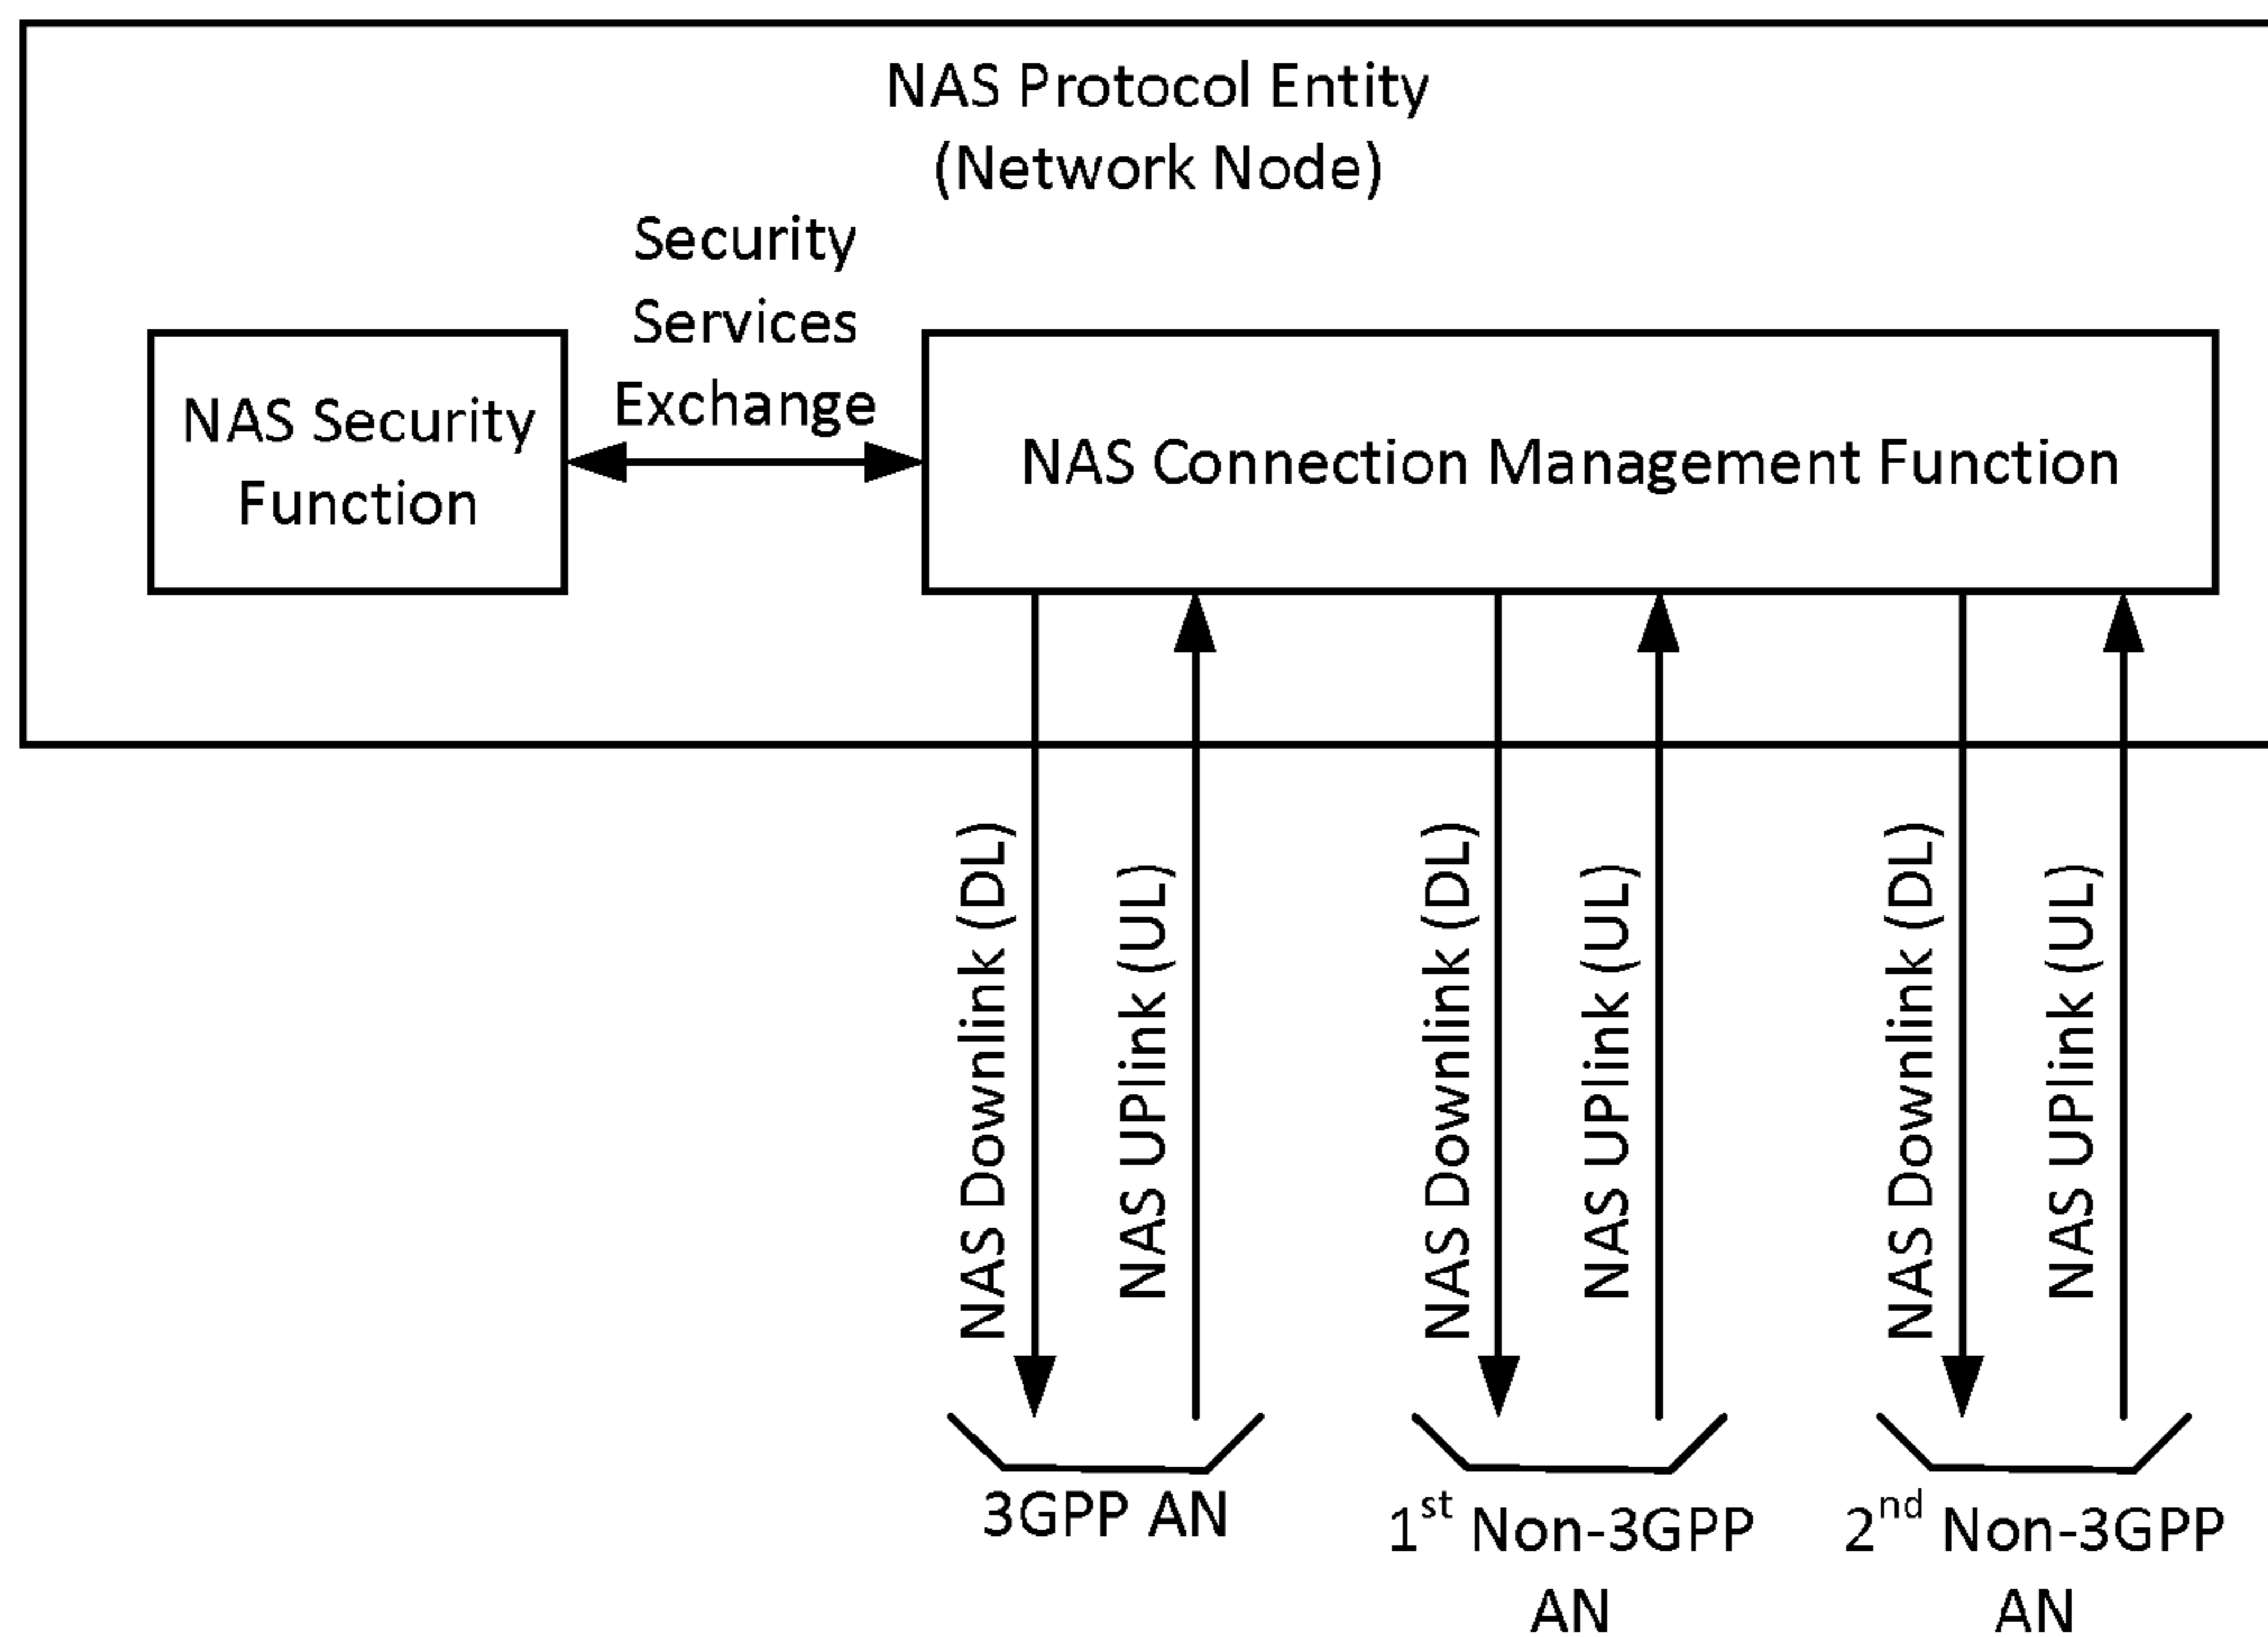 NAS Protocol Entity
(Network Node)
Security
Services
Exchange
NAS Security
Function
NAS Connection Management Function
NAS Downlink (DL)
NAS UPlink (UL)
NAS Downlink (DL)
NAS UPlink (UL)
NAS Downlink (DL)
NAS UPlink (UL)
3GPP AN
1st Non-3GPP
AN
2nd Non-3GPP
AN